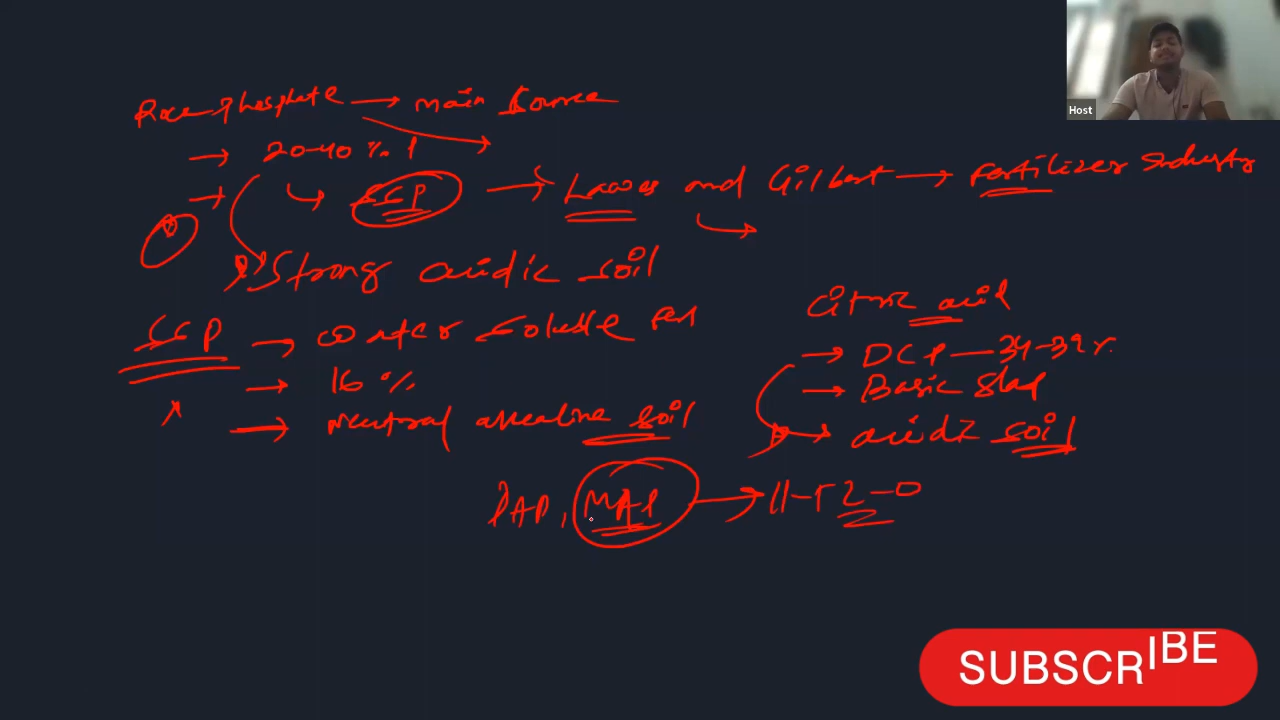 Host
Rock phosphate → main source
→ 20-40 % P
→ SSP → Lawes and Gilbert → fertilizer industry
Strong acidic soil
SSP → water soluble fert
→ 16 %
→ Neutral alkaline soil
Citric acid
→ DCP — 34-39 %
→ Basic slag
→ acidic soil
DAP, MAP → 11-52-0
SUBSCRIBE